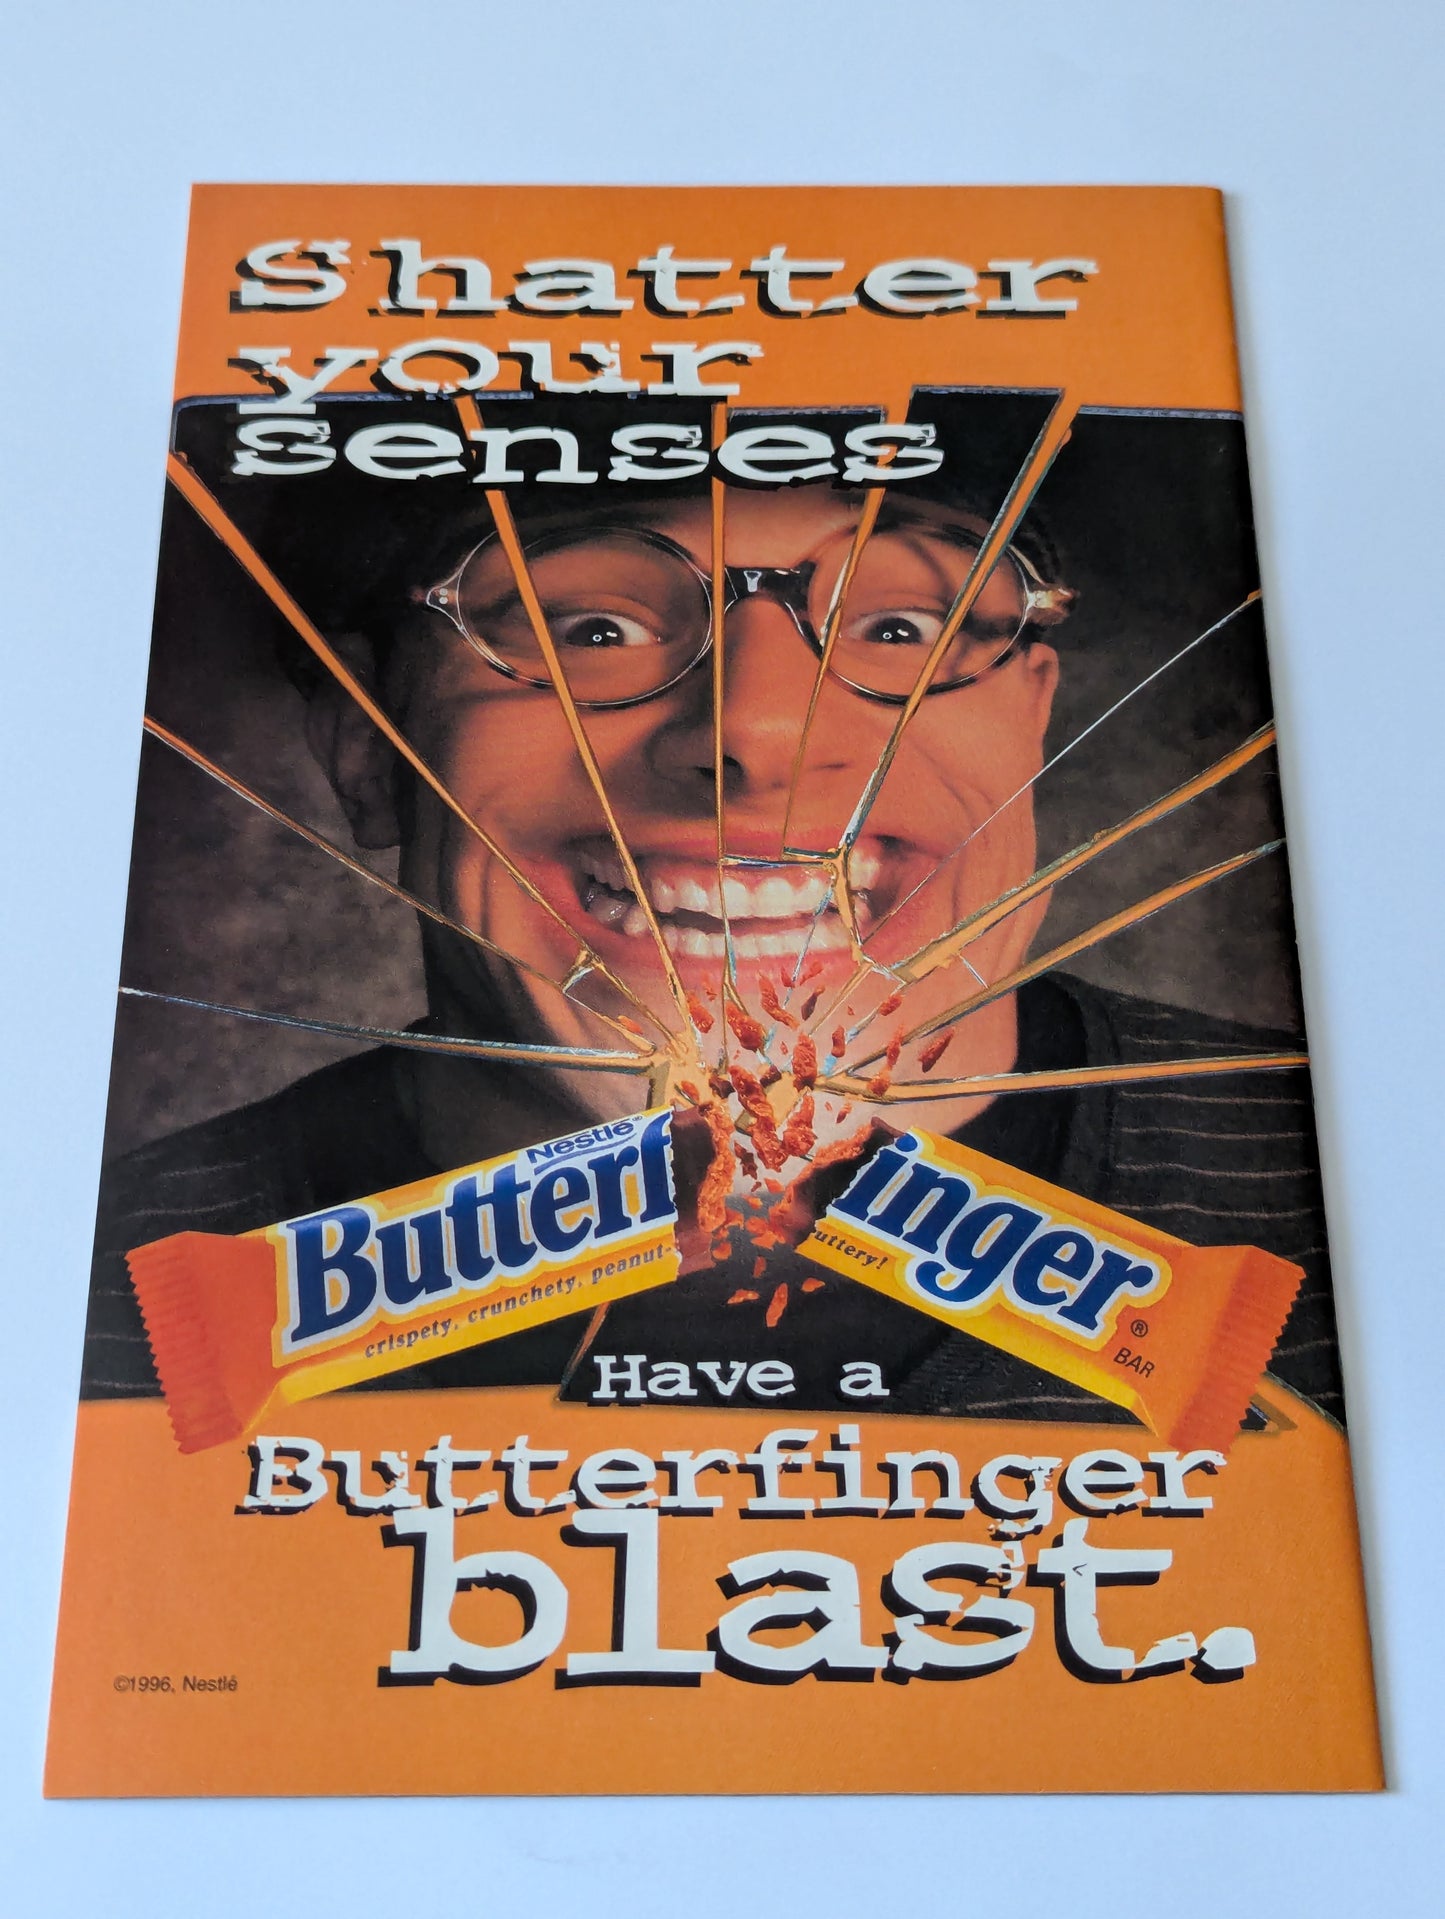 Shatter
your
senses
Nestlé®
Butterf inger®
crispety, crunchety, peanut- uttery!
BAR
Have a
Butterfinger
blast.
©1996, Nestlé